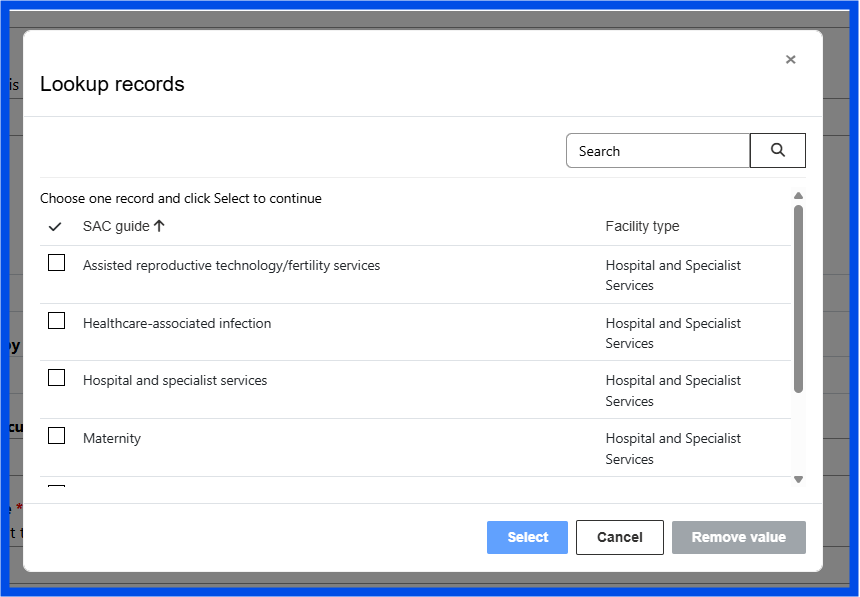 ×
Lookup records
is
Search
Choose one record and click Select to continue
SAC guide ↑
Facility type
Assisted reproductive technology/fertility services
Hospital and Specialist
Services
Healthcare-associated infection
Hospital and Specialist
Services
Hospital and specialist services
Hospital and Specialist
Services
Maternity
Hospital and Specialist
Services
Select
Cancel
Remove value